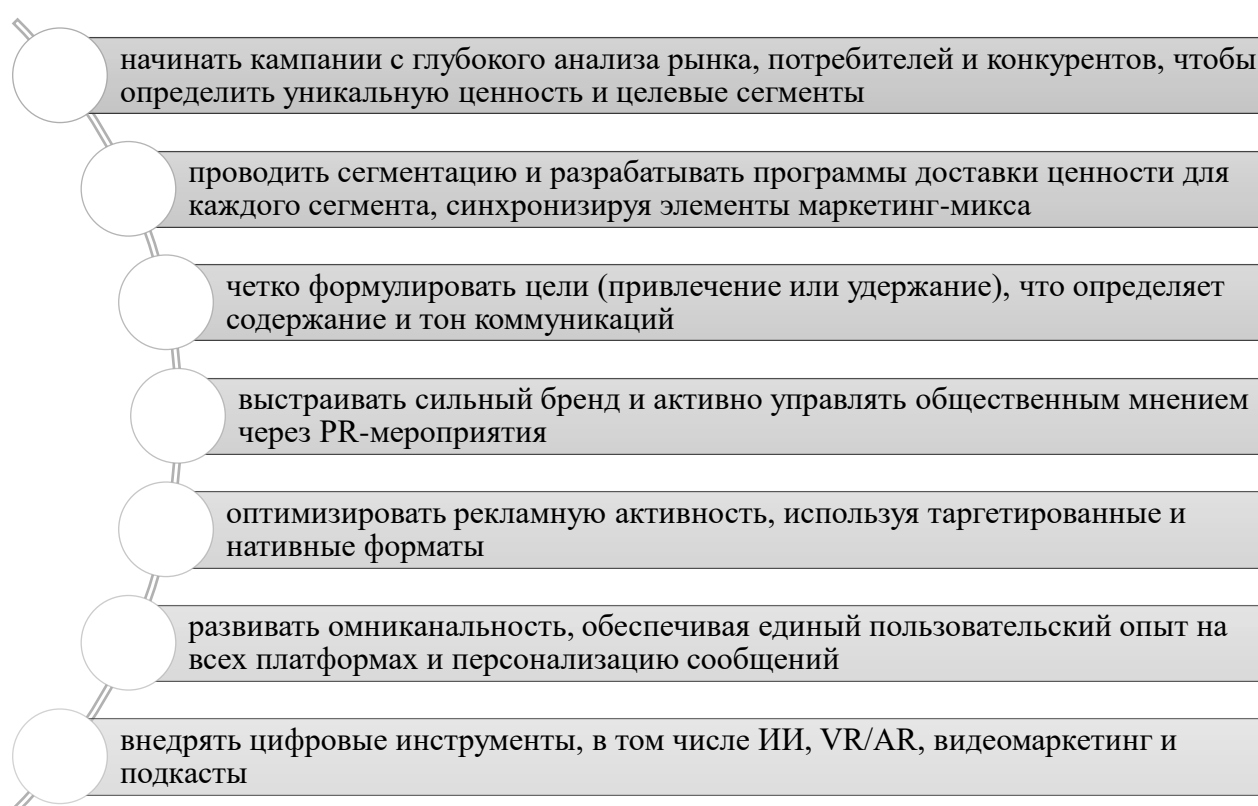 начинать кампании с глубокого анализа рынка, потребителей и конкурентов, чтобы
определить уникальную ценность и целевые сегменты
проводить сегментацию и разрабатывать программы доставки ценности для
каждого сегмента, синхронизируя элементы маркетинг-микса
четко формулировать цели (привлечение или удержание), что определяет
содержание и тон коммуникаций
выстраивать сильный бренд и активно управлять общественным мнением
через PR-мероприятия
оптимизировать рекламную активность, используя таргетированные и
нативные форматы
развивать омниканальность, обеспечивая единый пользовательский опыт на
всех платформах и персонализацию сообщений
внедрять цифровые инструменты, в том числе ИИ, VR/AR, видеомаркетинг и
подкасты